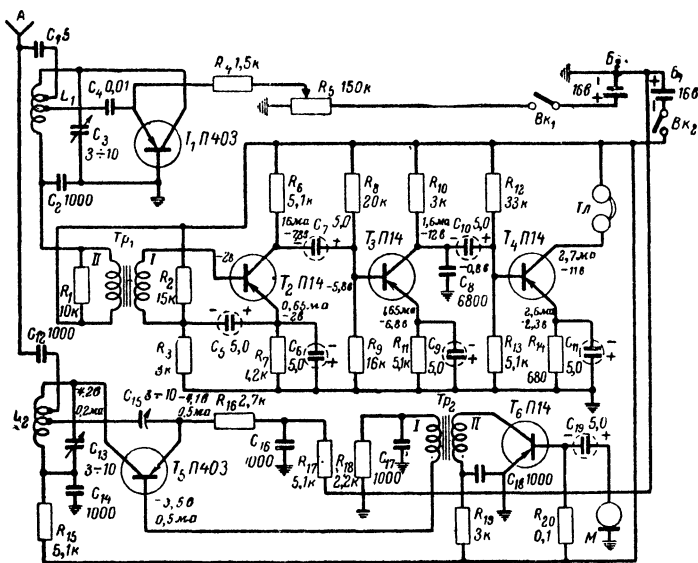 A
C₁ 5
L₁
C₄ 0,01
C₃
3÷10
C₂ 1000
R₄ 1,5к
R₅ 150к
T₁ П403
Вк₁
16в
Б₁
16в
Вк₂
Тр₁
II
I
R₁
10к
R₂
15к
R₃
3к
C₅ 5,0
-2в
R₆
5,1к
C₇
5,0
T₂ П14
0,65ма
-2в
R₇
4,2к
C₆
5,0
R₈
20к
-5,8в
R₉
16к
R₁₀
3к
1,6ма
-12в
T₃ П14
-6,8в
R₁₁
5,1к
C₉
5,0
C₁₀
5,0
-0,8в
C₈
6800
R₁₂
33к
T₄ П14
2,7ма
-11в
Тл
R₁₃
5,1к
2,6ма
-2,3в
R₁₄
680
C₁₁
5,0
C₁₂ 1000
L₂
-4,2в
0,2ма
C₁₃
3-10
C₁₄
1000
R₁₅
5,1к
C₁₅ 8÷10
-4,1в
0,5ма
T₅ П403
-3,5в
0,5ма
R₁₆ 2,7к
C₁₆
1000
R₁₇
5,1к
R₁₈
2,2к
C₁₇
1000
Тр₂
I
II
T₆ П14
C₁₈ 1000
R₁₉
3к
R₂₀
0,1
C₁₉ 5,0
М